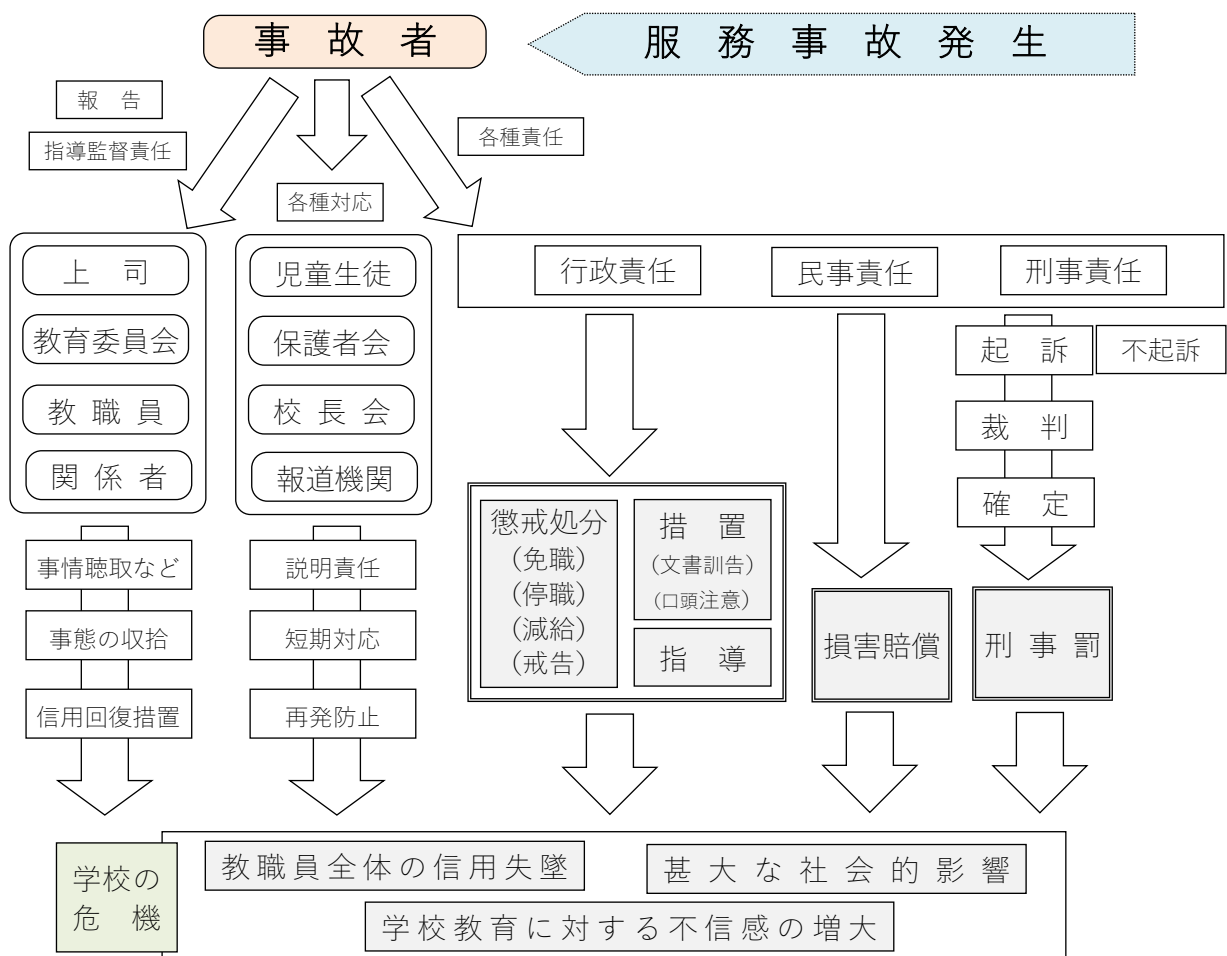 事故者
服務事故発生
報告
指導監督責任
各種対応
各種責任
上司
教育委員会
教職員
関係者
事情聴取など
事態の収拾
信用回復措置
児童生徒
保護者会
校長会
報道機関
説明責任
短期対応
再発防止
行政責任
民事責任
刑事責任
起訴
不起訴
裁判
確定
懲戒処分
(免職)
(停職)
(減給)
(戒告)
措置
(文書訓告)
(口頭注意)
指導
損害賠償
刑事罰
学校の
危機
教職員全体の信用失墜
甚大な社会的影響
学校教育に対する不信感の増大